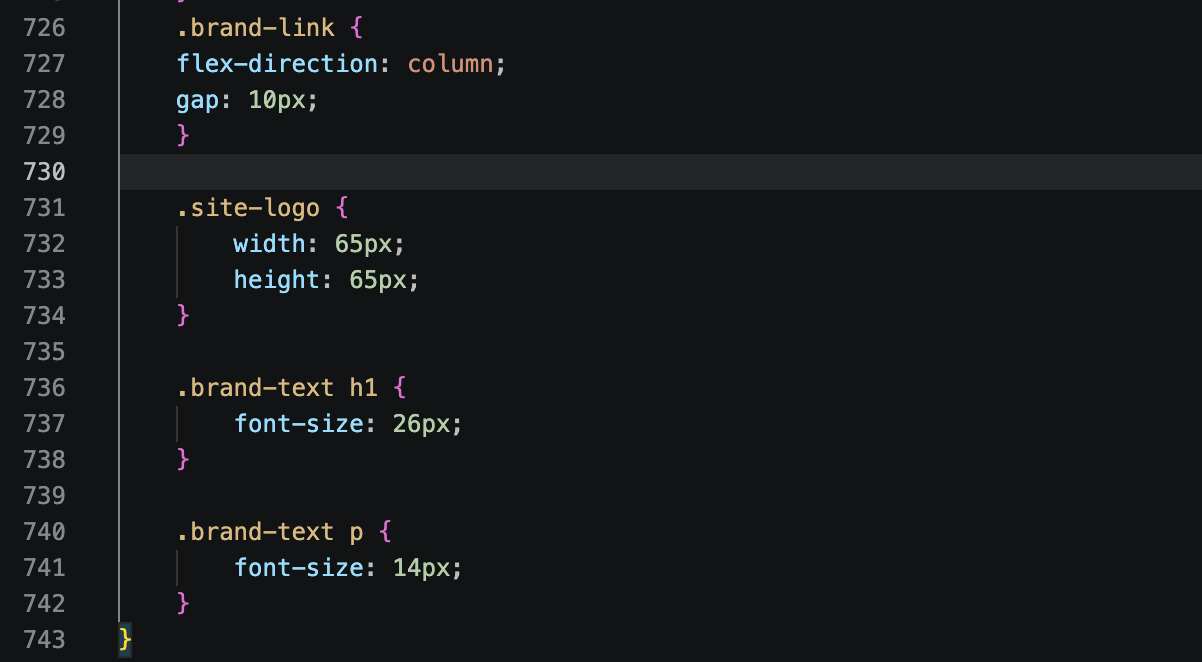 726 .brand-link {
727 flex-direction: column;
728 gap: 10px;
729 }
730
731 .site-logo {
732 width: 65px;
733 height: 65px;
734 }
735
736 .brand-text h1 {
737 font-size: 26px;
738 }
739
740 .brand-text p {
741 font-size: 14px;
742 }
743 }